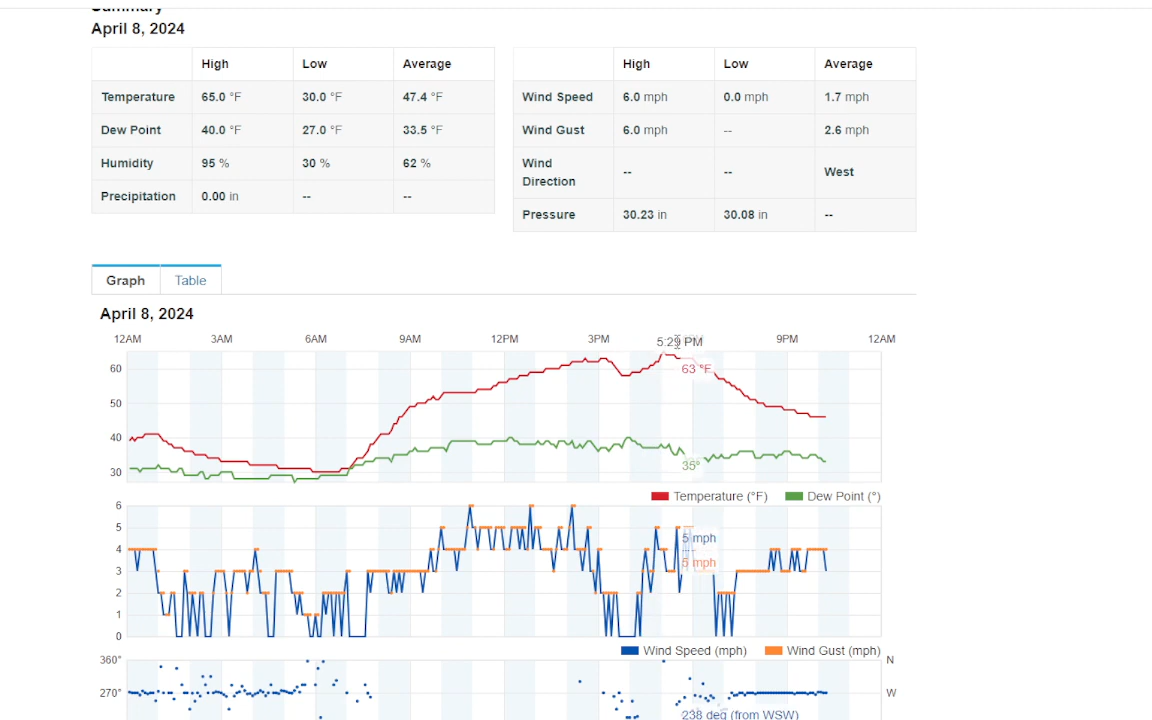 Summary
April 8, 2024
High Low Average
Temperature 65.0 °F 30.0 °F 47.4 °F
Dew Point 40.0 °F 27.0 °F 33.5 °F
Humidity 95 % 30 % 62 %
Precipitation 0.00 in -- --
High Low Average
Wind Speed 6.0 mph 0.0 mph 1.7 mph
Wind Gust 6.0 mph -- 2.6 mph
Wind
Direction -- -- West
Pressure 30.23 in 30.08 in --
Graph Table
April 8, 2024
12AM 3AM 6AM 9AM 12PM 3PM 5:29 PM 9PM 12AM
60
50
40
30
63 °F
35°
Temperature (°F) Dew Point (°)
6
5
4
3
2
1
0
5 mph
5 mph
Wind Speed (mph) Wind Gust (mph)
360° N
270° W
238 deg (from WSW)